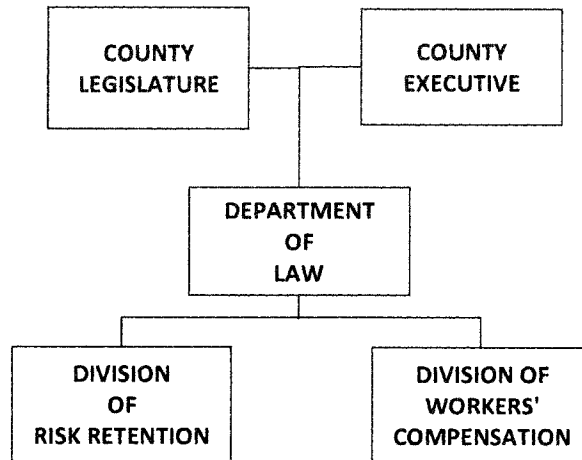 COUNTY
LEGISLATURE
COUNTY
EXECUTIVE
DEPARTMENT
OF
LAW
DIVISION
OF
RISK RETENTION
DIVISION OF
WORKERS'
COMPENSATION